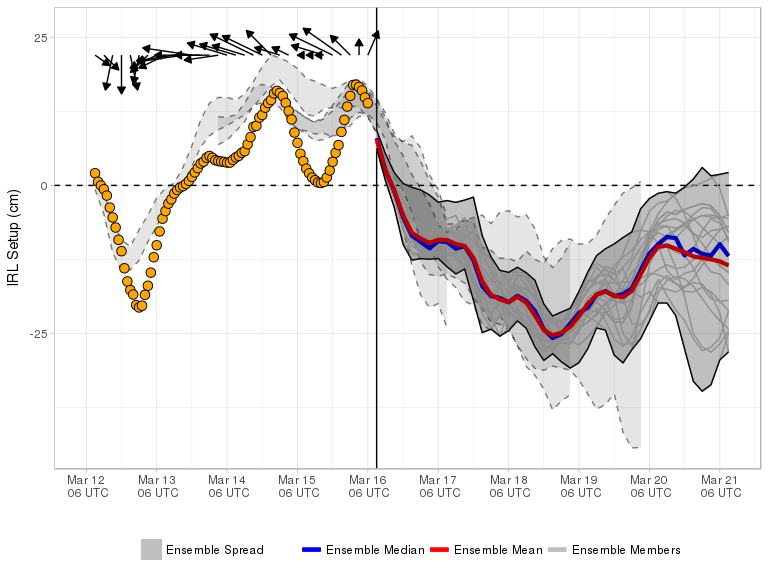 25
0
-25
IRL Setup (cm)
Mar 12 Mar 13 Mar 14 Mar 15 Mar 16 Mar 17 Mar 18 Mar 19 Mar 20 Mar 21
06 UTC 06 UTC 06 UTC 06 UTC 06 UTC 06 UTC 06 UTC 06 UTC 06 UTC 06 UTC
Ensemble Spread Ensemble Median Ensemble Mean Ensemble Members